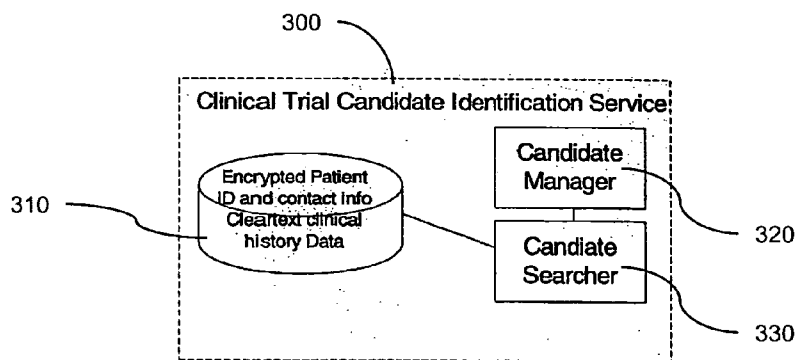 300
Clinical Trial Candidate Identification Service
Encrypted Patient
ID and contact Info
Cleartext clinical
history Data
310
Candidate
Manager
320
Candiate
Searcher
330